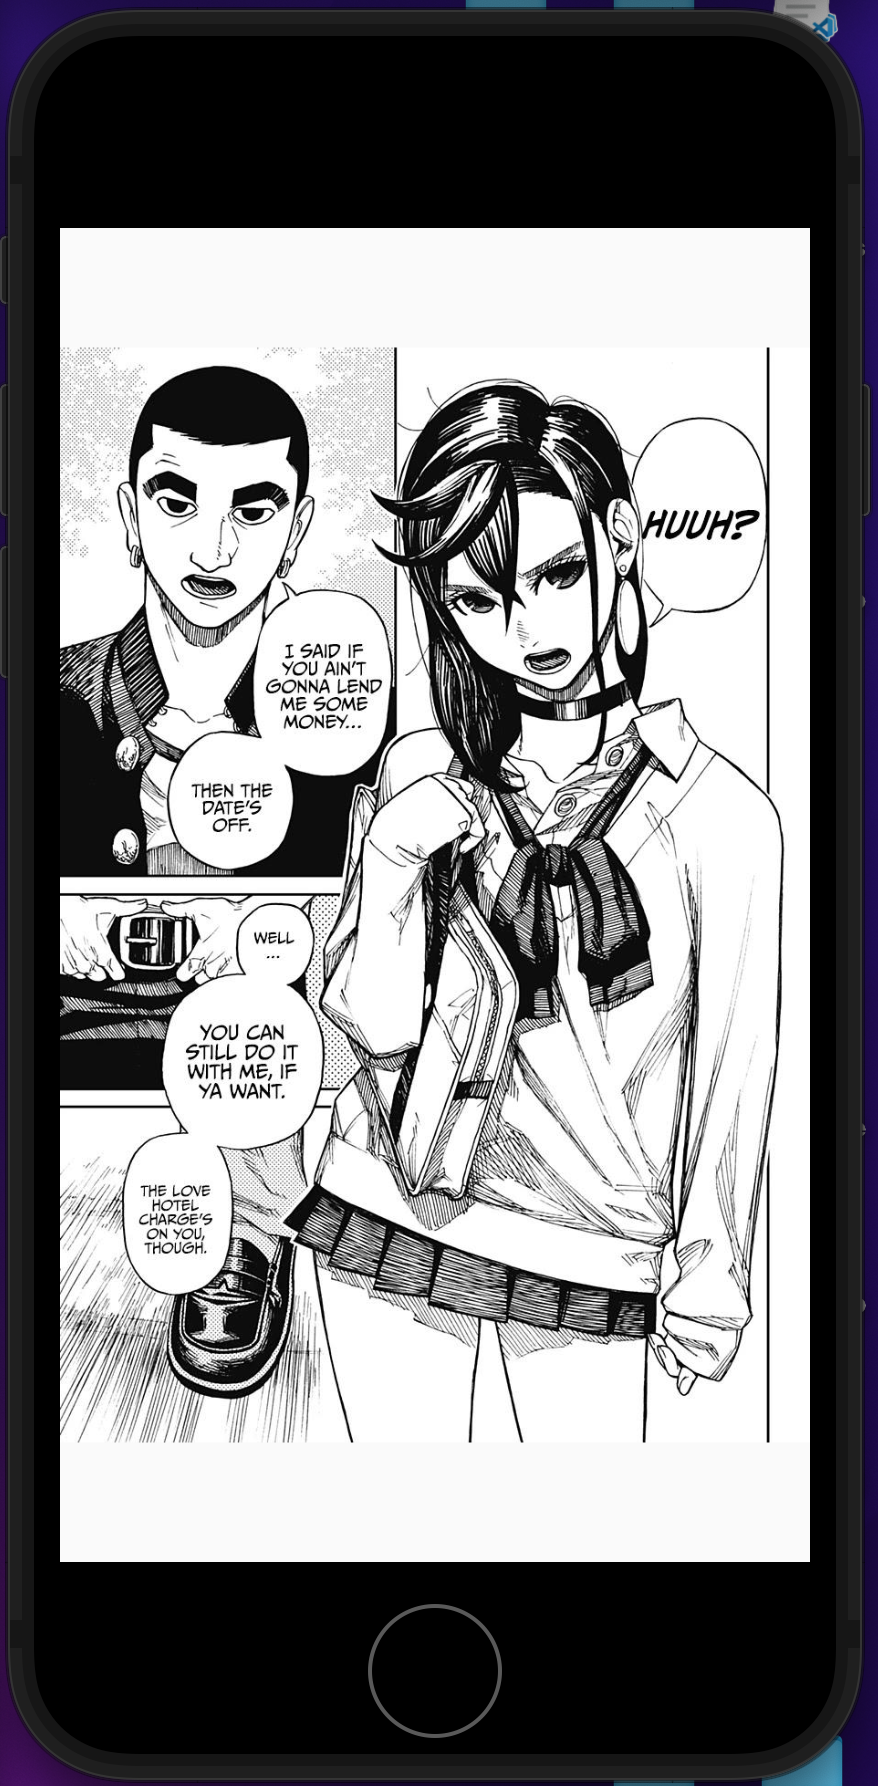 HUUH?
I SAID IF
YOU AIN'T
GONNA LEND
ME SOME
MONEY...
THEN THE
DATE'S
OFF.
WELL
...
YOU CAN
STILL DO IT
WITH ME, IF
YA WANT.
THE LOVE
HOTEL
CHARGE'S
ON YOU,
THOUGH.